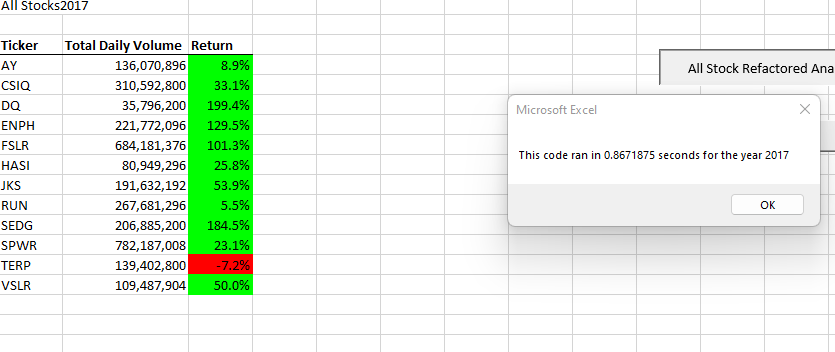 All Stocks2017
Ticker Total Daily Volume Return
AY 136,070,896 8.9%
CSIQ 310,592,800 33.1%
DQ 35,796,200 199.4%
ENPH 221,772,096 129.5%
FSLR 684,181,376 101.3%
HASI 80,949,296 25.8%
JKS 191,632,192 53.9%
RUN 267,681,296 5.5%
SEDG 206,885,200 184.5%
SPWR 782,187,008 23.1%
TERP 139,402,800 -7.2%
VSLR 109,487,904 50.0%
All Stock Refactored Ana
Microsoft Excel
This code ran in 0.8671875 seconds for the year 2017
OK